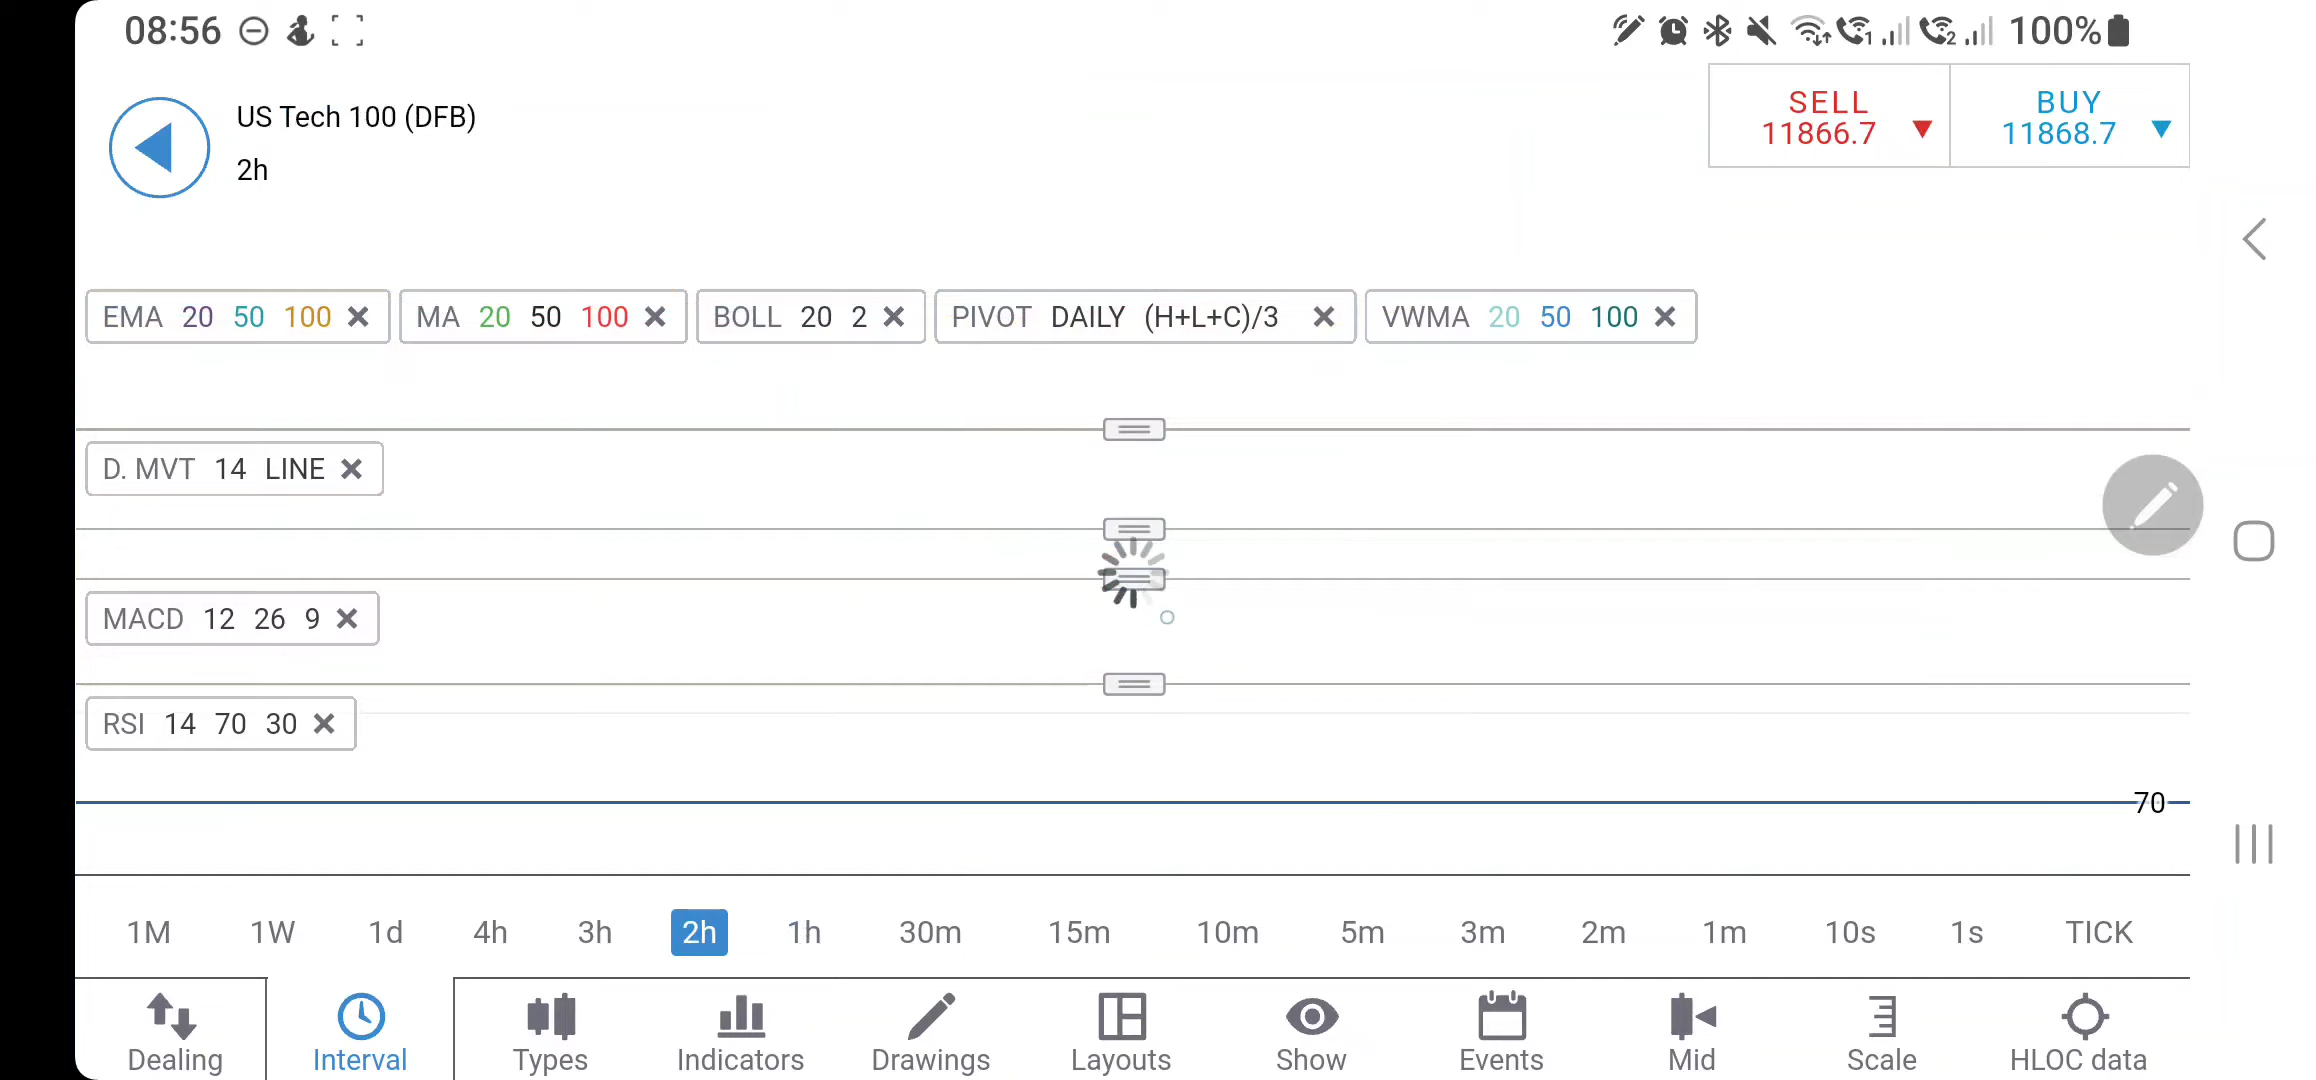 08:56
1 2 100%
US Tech 100 (DFB)
2h
SELL
11866.7
BUY
11868.7
EMA 20 50 100
MA 20 50 100
BOLL 20 2
PIVOT DAILY (H+L+C)/3
VWMA 20 50 100
D. MVT 14 LINE
MACD 12 26 9
RSI 14 70 30
70
1M 1W 1d 4h 3h 2h 1h 30m 15m 10m 5m 3m 2m 1m 10s 1s TICK
Dealing Interval Types Indicators Drawings Layouts Show Events Mid Scale HLOC data